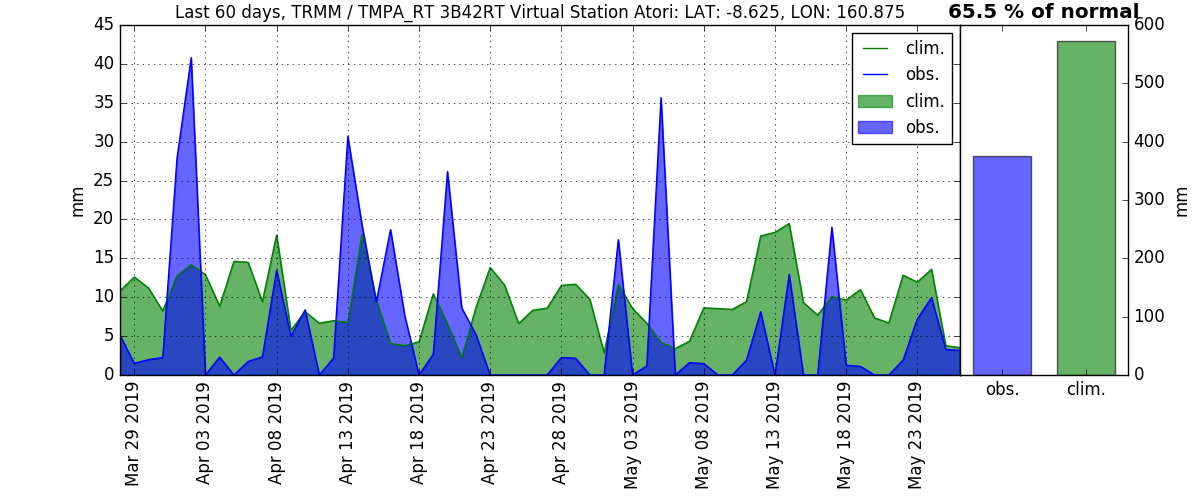 Last 60 days, TRMM / TMPA_RT 3B42RT Virtual Station Atori: LAT: -8.625, LON: 160.875
65.5 % of normal
45
40
35
30
25
20
15
10
5
0
mm
clim.
obs.
clim.
obs.
600
500
400
300
200
100
0
mm
obs.
clim.
Mar 29 2019
Apr 03 2019
Apr 08 2019
Apr 13 2019
Apr 18 2019
Apr 23 2019
Apr 28 2019
May 03 2019
May 08 2019
May 13 2019
May 18 2019
May 23 2019